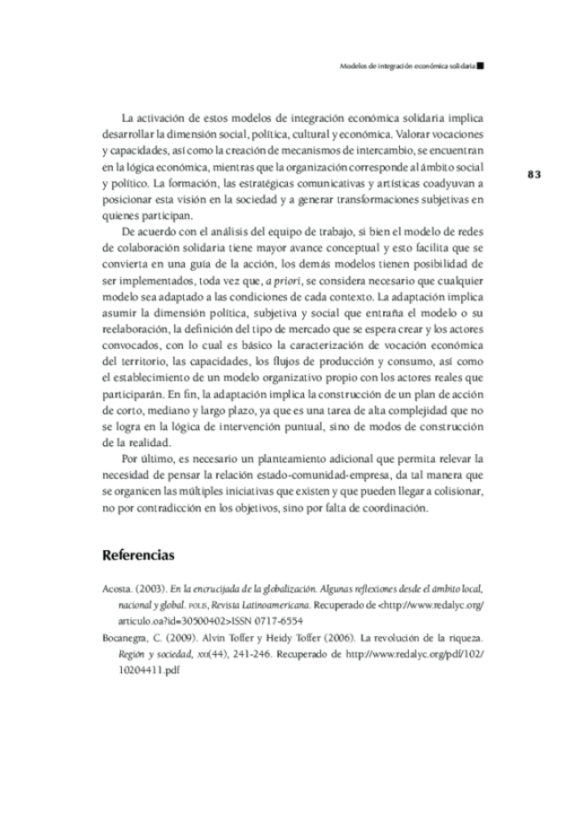 Modelos de integración económica solidaria
83
La activación de estos modelos de integración económica solidaria implica
desarrollar la dimensión social, política, cultural y económica. Valorar vocaciones
y capacidades, así como la creación de mecanismos de intercambio, se encuentran
en la lógica económica, mientras que la organización corresponde al ámbito social
y político. La formación, las estratégicas comunicativas y artísticas coadyuvan a
posicionar esta visión en la sociedad y a generar transformaciones subjetivas en
quienes participan.
De acuerdo con el análisis del equipo de trabajo, si bien el modelo de redes
de colaboración solidaria tiene mayor avance conceptual y esto facilita que se
convierta en una guía de la acción, los demás modelos tienen posibilidad de
ser implementados, toda vez que, a priori, se considera necesario que cualquier
modelo sea adaptado a las condiciones de cada contexto. La adaptación implica
asumir la dimensión política, subjetiva y social que entraña el modelo o su
reelaboración, la definición del tipo de mercado que se espera crear y los actores
convocados, con lo cual es básico la caracterización de vocación económica
del territorio, las capacidades, los flujos de producción y consumo, así como
el establecimiento de un modelo organizativo propio con los actores reales que
participarán. En fin, la adaptación implica la construcción de un plan de acción
de corto, mediano y largo plazo, ya que es una tarea de alta complejidad que no
se logra en la lógica de intervención puntual, sino de modos de construcción
de la realidad.
Por último, es necesario un planteamiento adicional que permita relevar la
necesidad de pensar la relación estado-comunidad-empresa, da tal manera que
se organicen las múltiples iniciativas que existen y que pueden llegar a colisionar,
no por contradicción en los objetivos, sino por falta de coordinación.
Referencias
Acosta. (2003). En la encrucijada de la globalización. Algunas reflexiones desde el ámbito local,
nacional y global. POLIS, Revista Latinoamericana. Recuperado de <http://www.redalyc.org/
articulo.oa?id=30500402>ISSN 0717-6554
Bocanegra, C. (2009). Alvin Toffer y Heidy Toffer (2006). La revolución de la riqueza.
Región y sociedad, XXI(44), 241-246. Recuperado de http://www.redalyc.org/pdf/102/
10204411.pdf